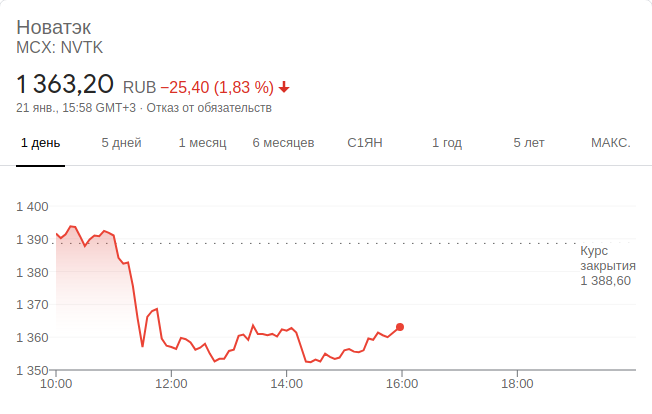 Новатэк
MCX: NVTK
1 363,20 RUB −25,40 (1,83 %)
21 янв., 15:58 GMT+3 · Отказ от обязательств
1 день 5 дней 1 месяц 6 месяцев С1ЯН 1 год 5 лет МАКС.
1 400
1 390
Курс
закрытия
1 388,60
1 380
1 370
1 360
1 350
10:00 12:00 14:00 16:00 18:00